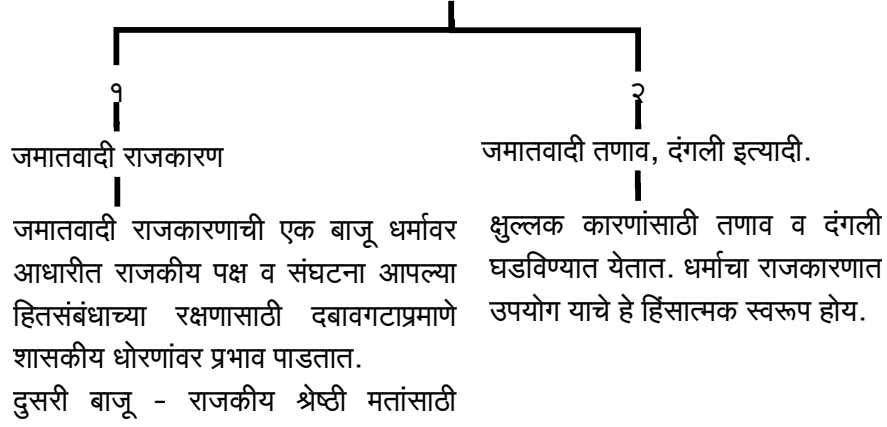 १
जमातवादी राजकारण
जमातवादी राजकारणाची एक बाजू धर्मावर
आधारीत राजकीय पक्ष व संघटना आपल्या
हितसंबंधाच्या रक्षणासाठी दबावगटाप्रमाणे
शासकीय धोरणांवर प्रभाव पाडतात.
दुसरी बाजू - राजकीय श्रेष्ठी मतांसाठी
२
जमातवादी तणाव, दंगली इत्यादी.
क्षुल्लक कारणांसाठी तणाव व दंगली
घडविण्यात येतात. धर्माचा राजकारणात
उपयोग याचे हे हिंसात्मक स्वरूप होय.